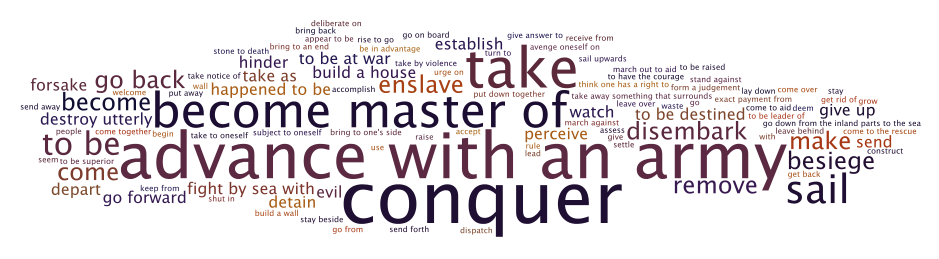 deliberate on
bring back
go on board
give answer to
appear to be
rise to go
receive from
bring to an end
be in advantage
establish
avenge oneself on
stone to death
hinder
to be at war
take by violence
turn to
take
sail upwards
forsake
go back
take notice of
take as
build a house
urge on
enslave
march out to aid
to be raised
to have the courage
stand against
wall
happened to be
accomplish
put down together
think one has a right to
form a judgement
lay down
come over
stay
welcome
put away
become
become master of
watch
take away something that surrounds
go
exact payment from
get rid of
grow
send away
leave over
waste
to be destined
come to aid
deem
give up
destroy utterly
march against
to be leader of
go down from the inland parts to the sea
people
come together
begin
take to oneself
subject to oneself
bring to one's side
raise
accept
perceive
assess
disembark
leave behind
come to the rescue
to be
advance with an army
use
rule
give
with
make
send
lead
settle
construct
seem
to be superior
come
besiege
get back
depart
keep from
fight by sea with
evil
conquer
remove
sail
go forward
shut in
detain
build a wall
stay beside
go from
send forth
dispatch